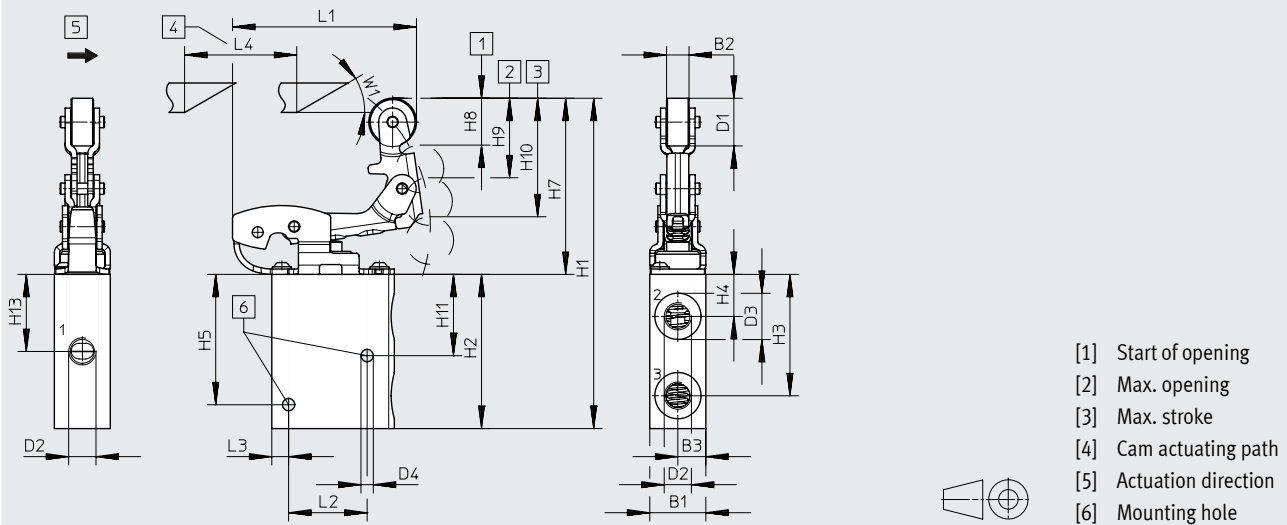 5
4
L1
L4
1
2
3
B2
W1
H8
H9
H10
H7
H1
D1
H13
1
H5
6
H11
H2
2
3
H4
D3
H3
D2
L3
L2
D4
B3
D2
B1
[1] Start of opening
[2] Max. opening
[3] Max. stroke
[4] Cam actuating path
[5] Actuation direction
[6] Mounting hole